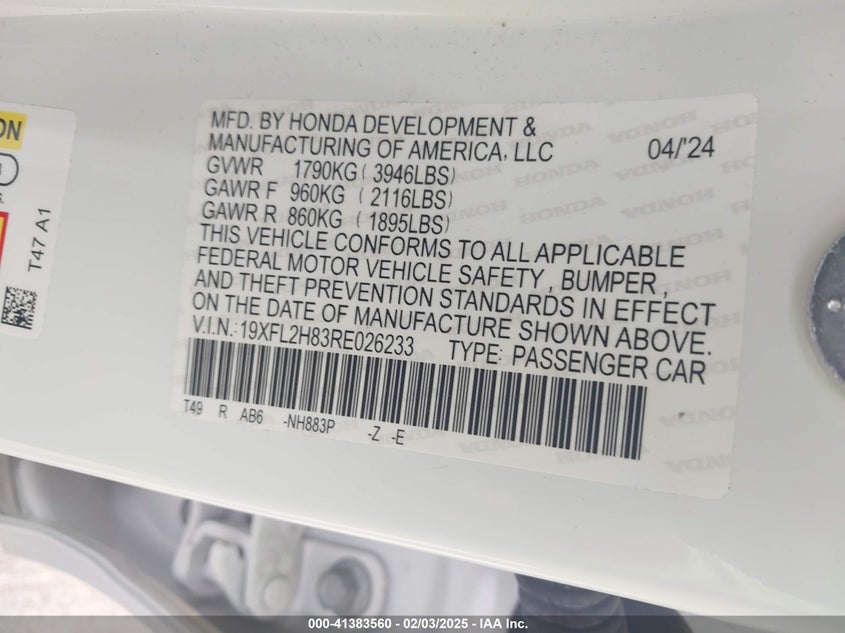 MFD. BY HONDA DEVELOPMENT &
MANUFACTURING OF AMERICA, LLC 04/'24
GVWR 1790KG ( 3946LBS)
GAWR F 960KG ( 2116LBS)
GAWR R 860KG ( 1895LBS)
THIS VEHICLE CONFORMS TO ALL APPLICABLE
FEDERAL MOTOR VEHICLE SAFETY, BUMPER,
AND THEFT PREVENTION STANDARDS IN EFFECT
ON THE DATE OF MANUFACTURE SHOWN ABOVE.
V.I.N.:19XFL2H83RE026233 TYPE: PASSENGER CAR
T49 R AB6 -NH883P -Z -E
T47 A1
HONDA
000-41383560 - 02/03/2025 - IAA Inc.